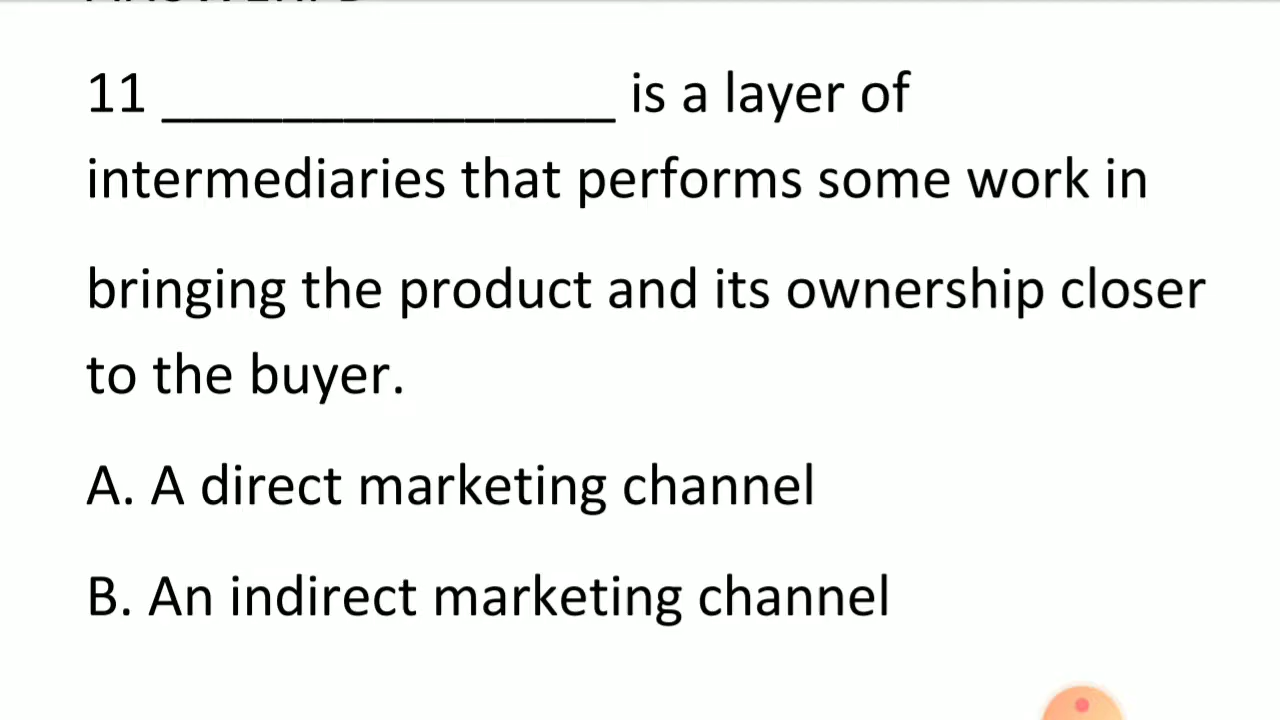 11 _______________ is a layer of
intermediaries that performs some work in
bringing the product and its ownership closer
to the buyer.
A. A direct marketing channel
B. An indirect marketing channel